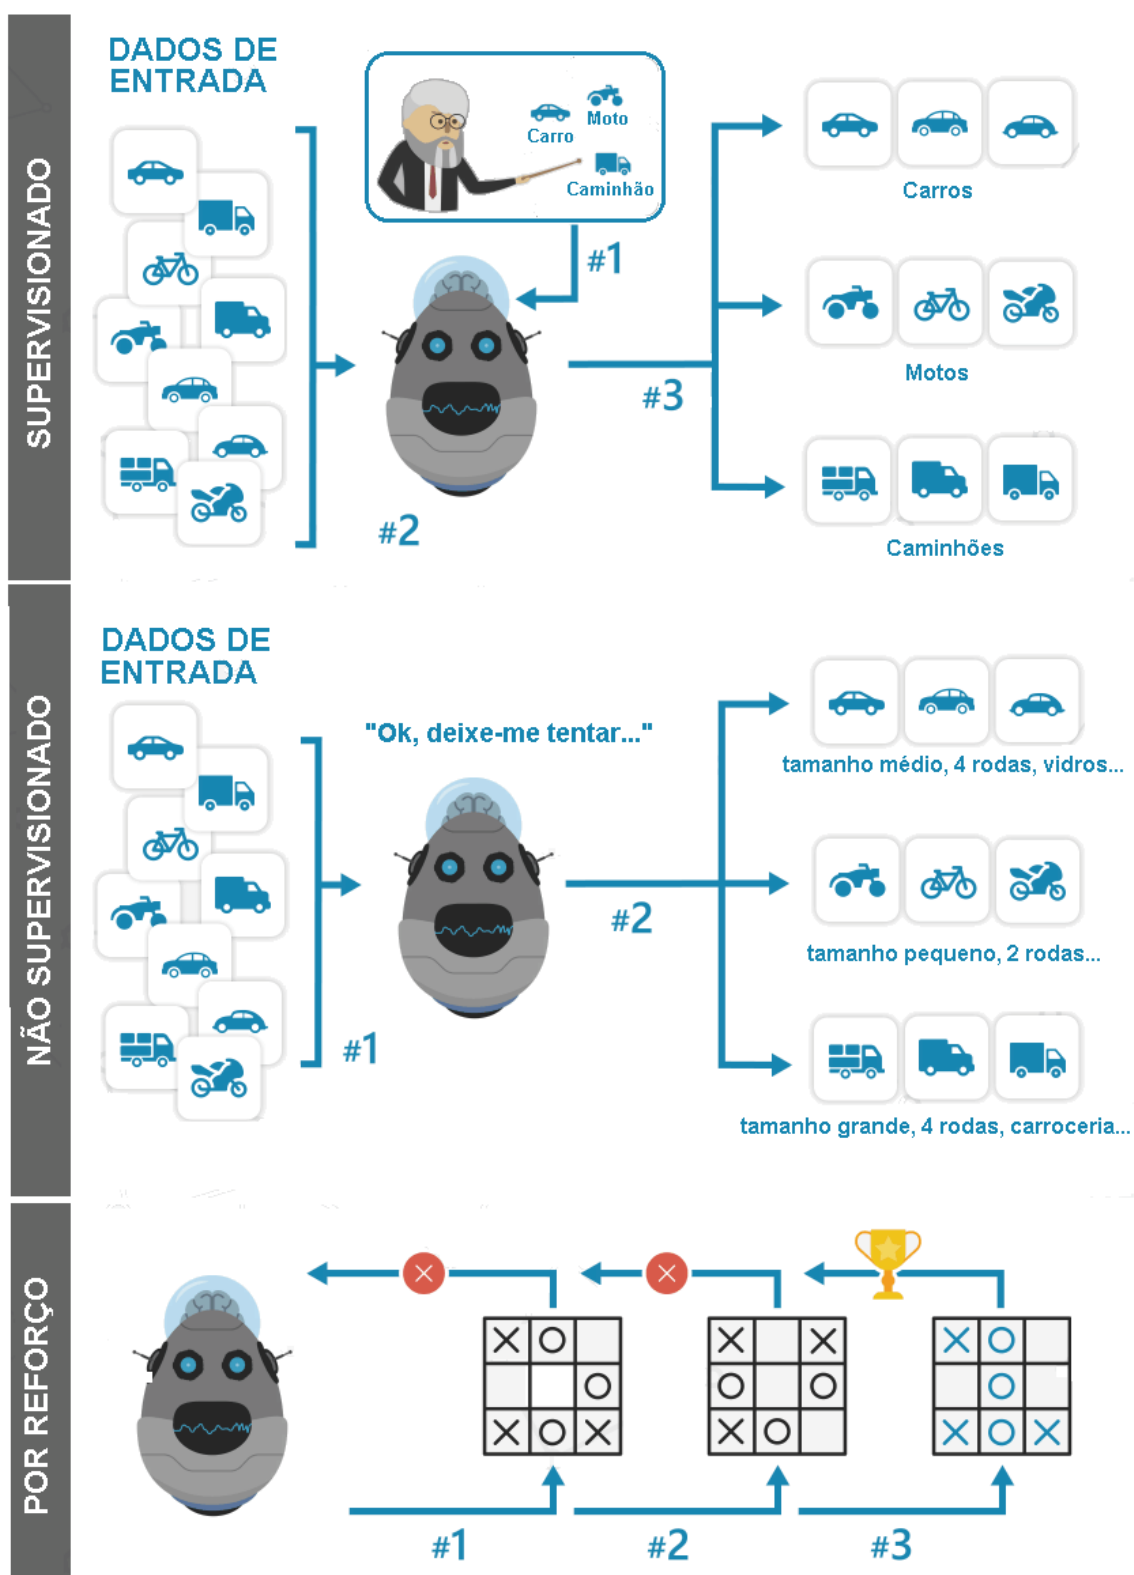 SUPERVISIONADO
DADOS DE
ENTRADA
Carro
Moto
Caminhão
#1
#2
#3
Carros
Motos
Caminhões
NÃO SUPERVISIONADO
DADOS DE
ENTRADA
"Ok, deixe-me tentar..."
#1
#2
tamanho médio, 4 rodas, vidros...
tamanho pequeno, 2 rodas...
tamanho grande, 4 rodas, carroceria...
POR REFORÇO
X O
O
X O X
X X
O O
X O
X O
O
X O X
#1
#2
#3